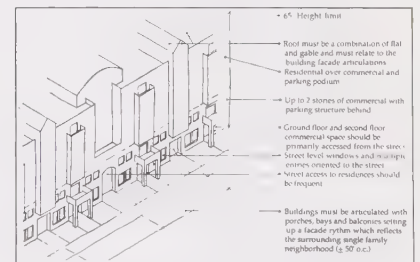 65' Height limit
Roof must be a combination of flat
and gable and must relate to the
building facade articulations
Residential over commercial and
parking podium
Up to 2 stories of commercial with
parking structure behind
Ground floor and second floor
commercial space should be
primarily accessed from the street
Street level windows and multiple
entries oriented to the street
Street access to residences should
be frequent
Buildings must be articulated with
porches, bays and balconies setting
up a facade rythm which reflects
the surrounding single family
neighborhood (± 50' o.c.)